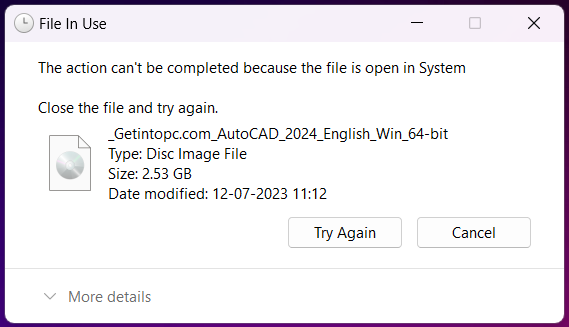 File In Use
The action can't be completed because the file is open in System
Close the file and try again.
_Getintopc.com_AutoCAD_2024_English_Win_64-bit
Type: Disc Image File
Size: 2.53 GB
Date modified: 12-07-2023 11:12
Try Again
Cancel
More details